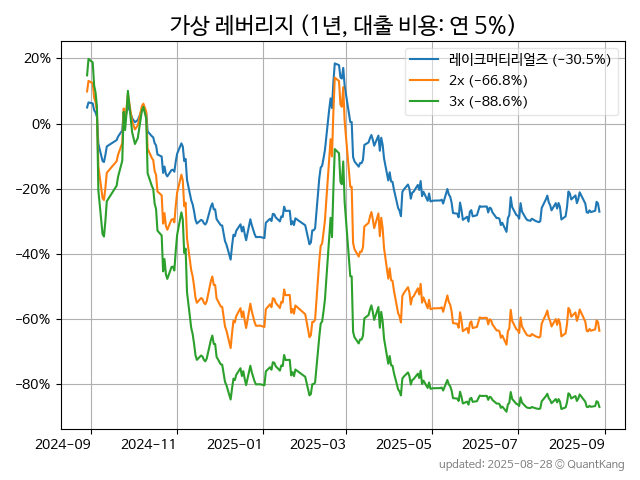 가상 레버리지 (1년, 대출 비용: 연 5%)
레이크머티리얼즈 (−30.5%)
2x (−66.8%)
3x (−88.6%)
20%
0%
−20%
−40%
−60%
−80%
2024-09
2024-11
2025-01
2025-03
2025-05
2025-07
2025-09
updated: 2025-08-28 © QuantKang